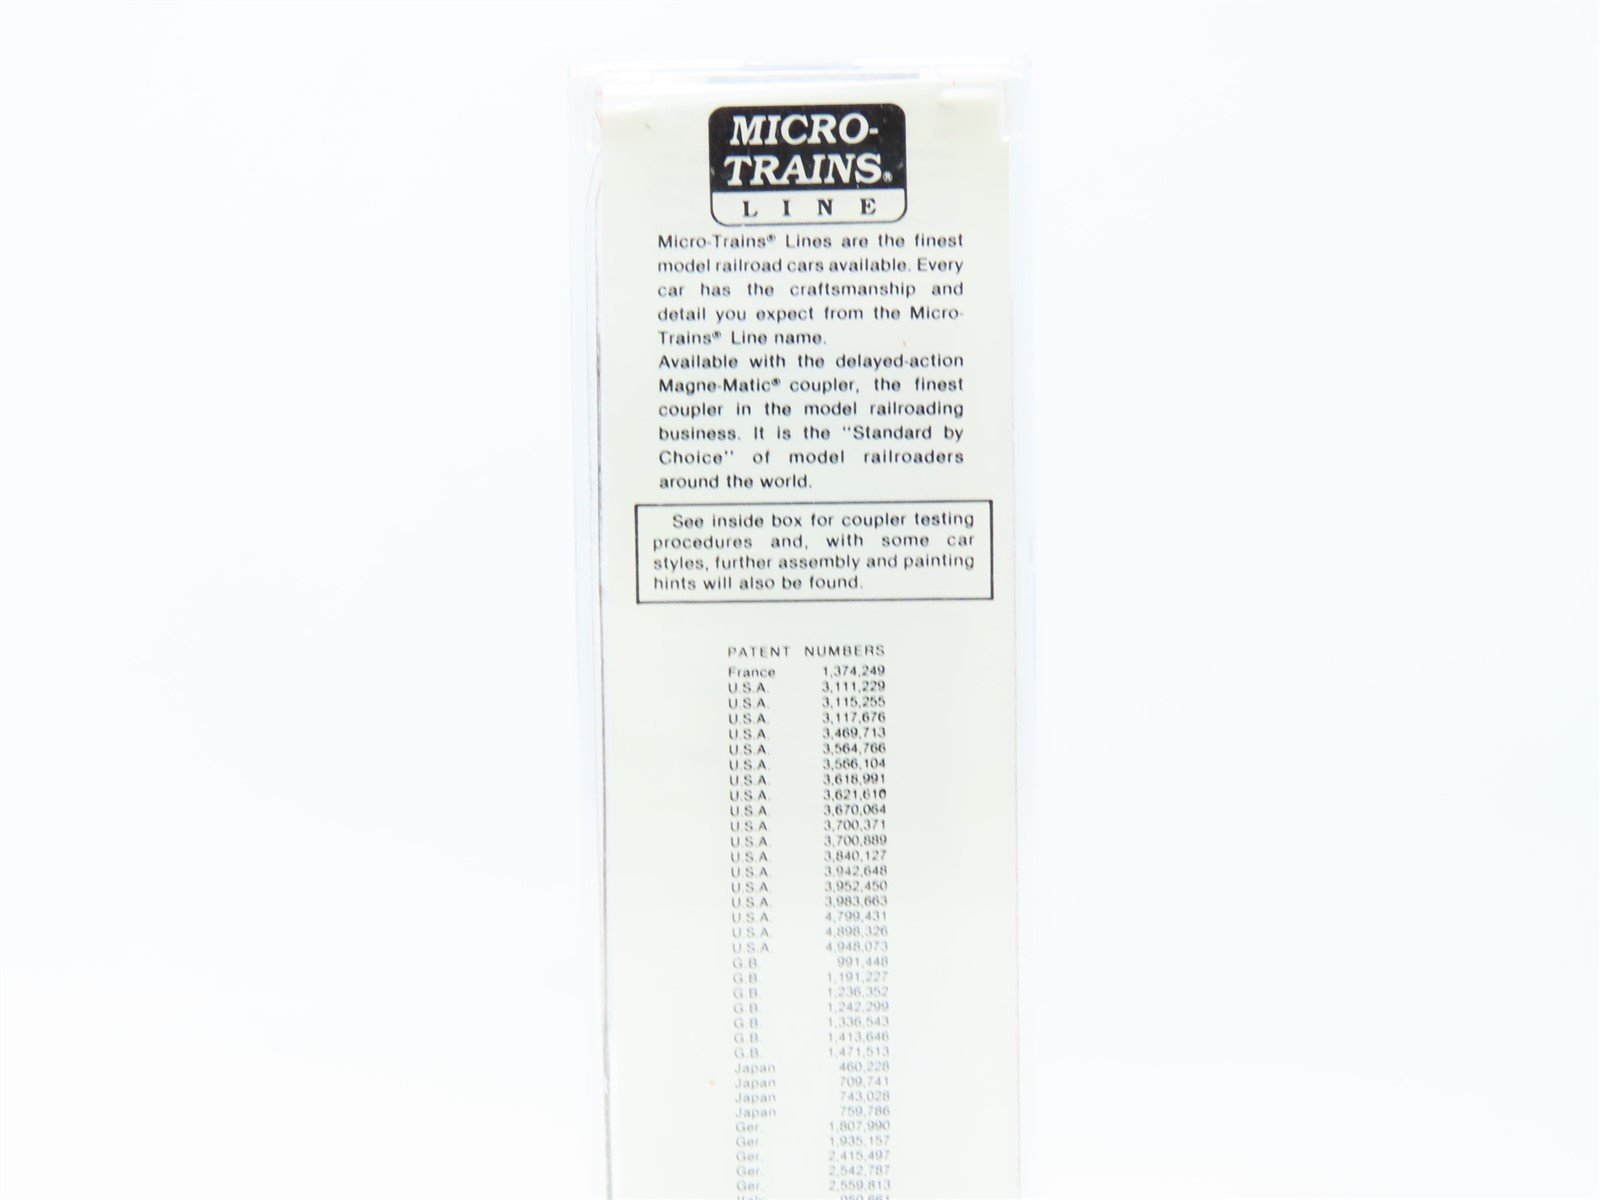 MICRO-
TRAINS®
LINE
Micro-Trains® Lines are the finest
model railroad cars available. Every
car has the craftsmanship and
detail you expect from the Micro-
Trains® Line name.
Available with the delayed-action
Magne-Matic® coupler, the finest
coupler in the model railroading
business. It is the "Standard by
Choice" of model railroaders
around the world.
See inside box for coupler testing
procedures and, with some car
styles, further assembly and painting
hints will also be found.
PATENT NUMBERS
France 1,374,249
U.S.A. 3,111,229
U.S.A. 3,115,255
U.S.A. 3,117,676
U.S.A. 3,469,713
U.S.A. 3,564,766
U.S.A. 3,566,104
U.S.A. 3,618,991
U.S.A. 3,621,610
U.S.A. 3,670,064
U.S.A. 3,700,371
U.S.A. 3,700,889
U.S.A. 3,840,127
U.S.A. 3,942,648
U.S.A. 3,952,450
U.S.A. 3,983,663
U.S.A. 4,799,431
U.S.A. 4,898,326
U.S.A. 4,948,073
G.B. 991,448
G.B. 1,191,227
G.B. 1,236,352
G.B. 1,242,299
G.B. 1,336,543
G.B. 1,413,646
G.B. 1,471,513
Japan 460,228
Japan 709,741
Japan 743,028
Japan 759,786
Ger. 1,807,990
Ger. 1,935,157
Ger. 2,415,497
Ger. 2,542,787
Ger. 2,559,813